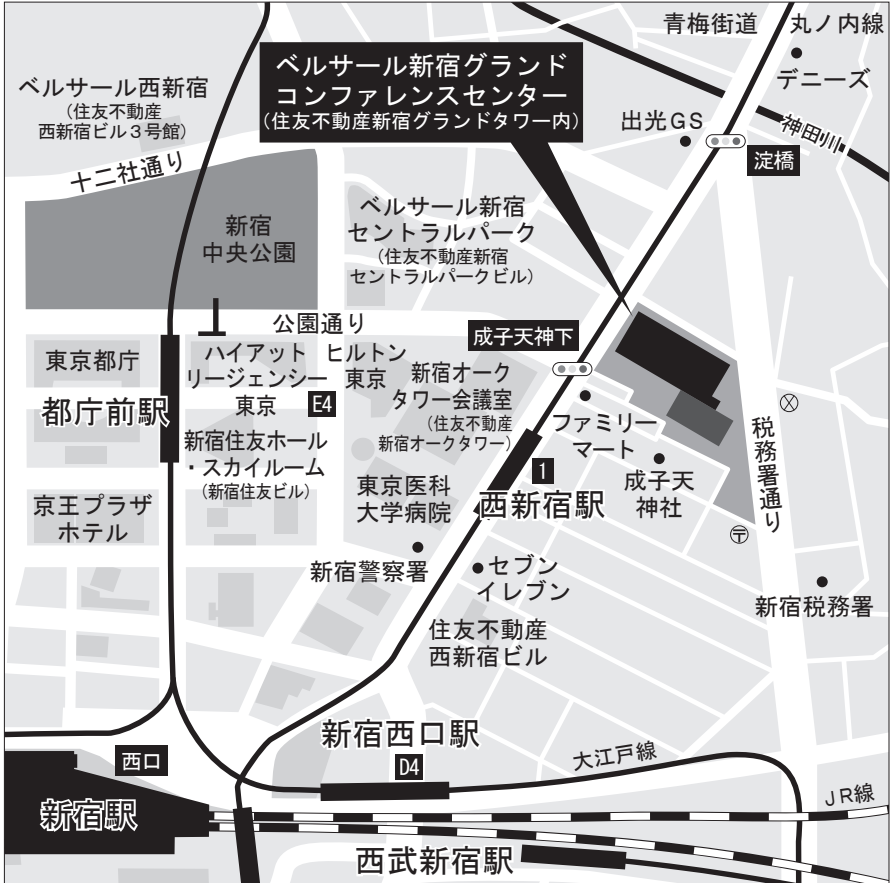 青梅街道
丸ノ内線
デニーズ
ベルサール新宿グランド
コンファレンスセンター
(住友不動産新宿グランドタワー内)
ベルサール西新宿
(住友不動産
西新宿ビル3号館)
出光GS
神田川
淀橋
十二社通り
新宿
中央公園
ベルサール新宿
セントラルパーク
(住友不動産新宿
セントラルパークビル)
公園通り
成子天神下
東京都庁
ハイアット
リージェンシー
東京
ヒルトン
東京
E4
新宿オーク
タワー会議室
(住友不動産
新宿オークタワー)
ファミリー
マート
税務署通り
都庁前駅
新宿住友ホール
・スカイルーム
(新宿住友ビル)
1
西新宿駅
成子天
神社
東京医科
大学病院
京王プラザ
ホテル
〒
新宿警察署
セブン
イレブン
新宿税務署
住友不動産
西新宿ビル
新宿西口駅
D4
大江戸線
西口
JR線
新宿駅
西武新宿駅